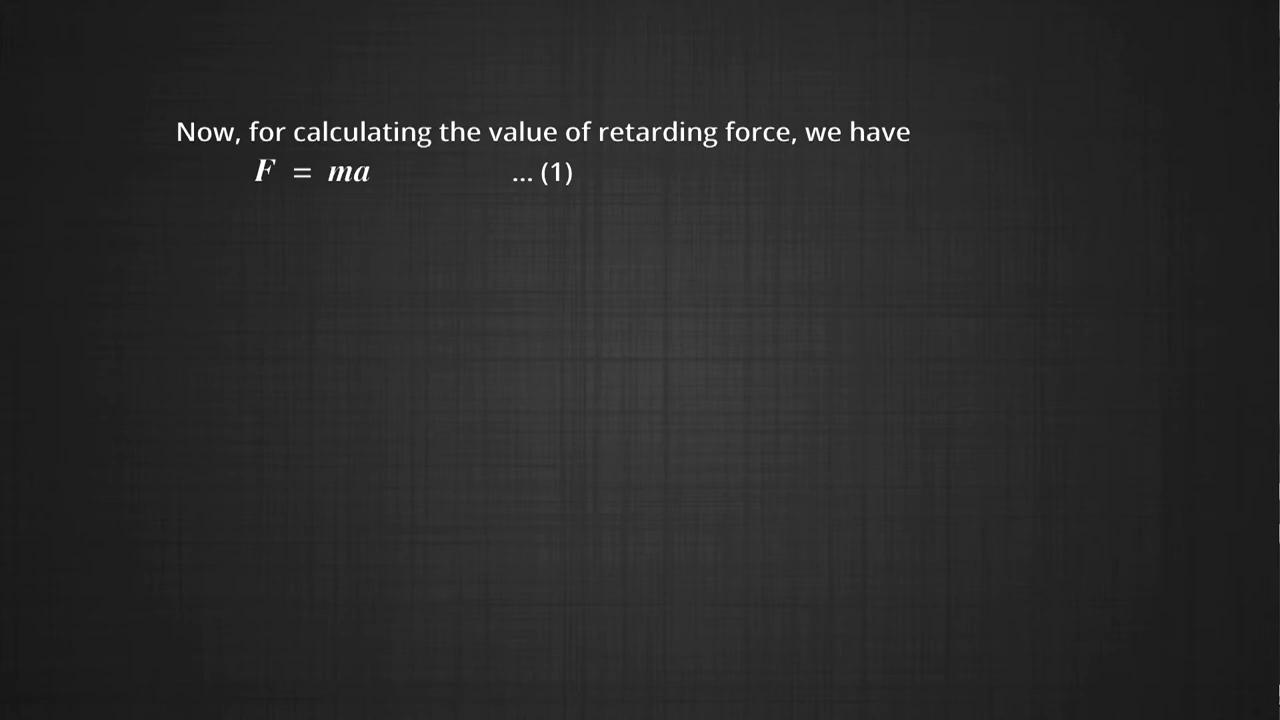 Now, for calculating the value of retarding force, we have
F = ma ... (1)